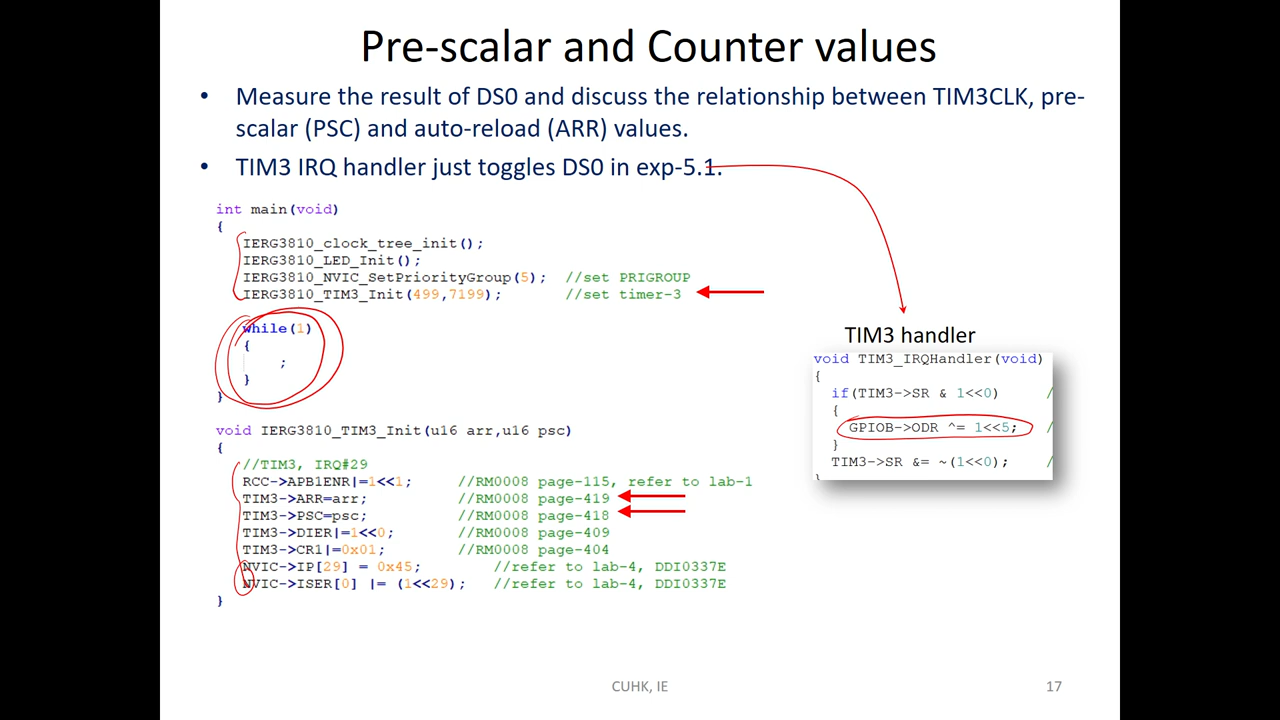 Pre-scalar and Counter values
• Measure the result of DS0 and discuss the relationship between TIM3CLK, pre-
scalar (PSC) and auto-reload (ARR) values.
• TIM3 IRQ handler just toggles DS0 in exp-5.1.
int main(void)
{
IERG3810_clock_tree_init();
IERG3810_LED_Init();
IERG3810_NVIC_SetPriorityGroup(5); //set PRIGROUP
IERG3810_TIM3_Init(499,7199); //set timer-3
while(1)
{
;
}
}
void IERG3810_TIM3_Init(u16 arr,u16 psc)
{
//TIM3, IRQ#29
RCC->APB1ENR|=1<<1; //RM0008 page-115, refer to lab-1
TIM3->ARR=arr; //RM0008 page-419
TIM3->PSC=psc; //RM0008 page-418
TIM3->DIER|=1<<0; //RM0008 page-409
TIM3->CR1|=0x01; //RM0008 page-404
NVIC->IP[29] = 0x45; //refer to lab-4, DDI0337E
NVIC->ISER[0] |= (1<<29); //refer to lab-4, DDI0337E
}
TIM3 handler
void TIM3_IRQHandler(void)
{
if(TIM3->SR & 1<<0) /
{
GPIOB->ODR ^= 1<<5; /
}
TIM3->SR &= ~(1<<0); /
}
CUHK, IE
17